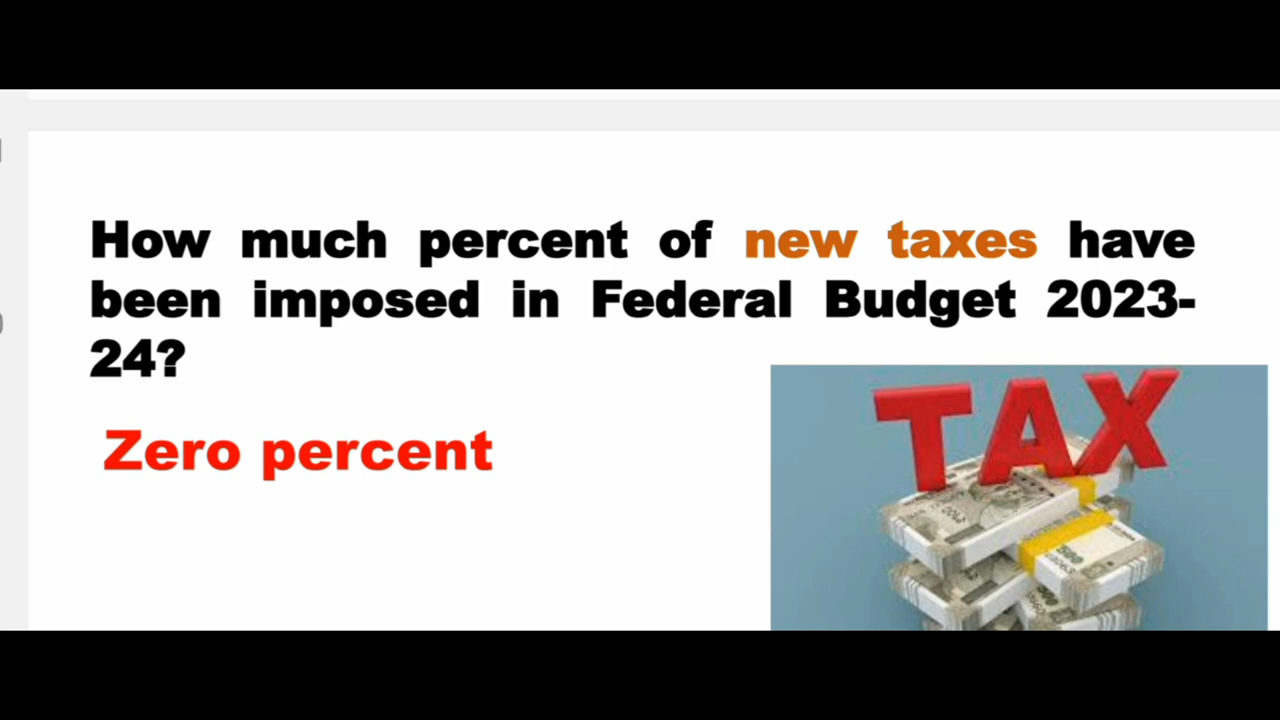 How much percent of new taxes have
been imposed in Federal Budget 2023-
24?
Zero percent
TAX